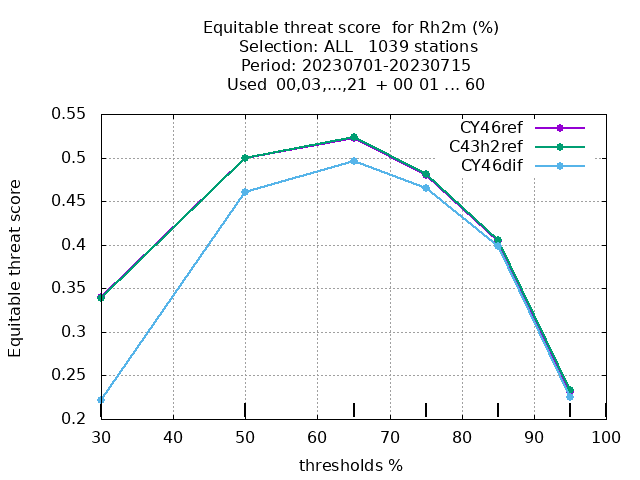 Equitable threat score  for Rh2m (%)
Selection: ALL   1039 stations
Period: 20230701-20230715
Used  00,03,...,21  + 00 01 ... 60
CY46ref
C43h2ref
CY46dif
Equitable threat score
0.55
0.5
0.45
0.4
0.35
0.3
0.25
0.2
30 40 50 60 70 80 90 100
thresholds %